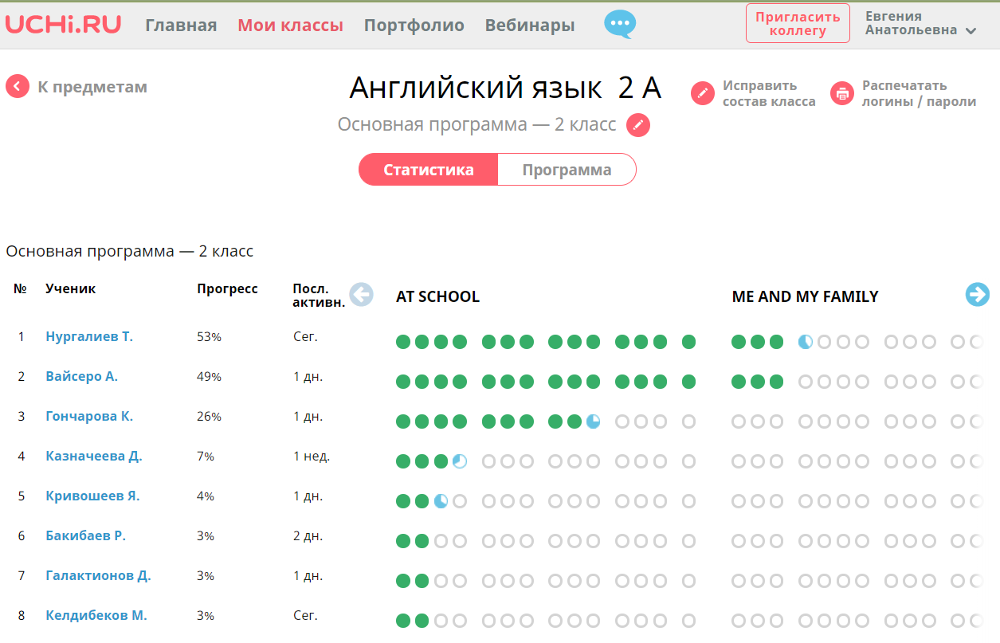 UCHi.RU Главная Мои классы Портфолио Вебинары
Пригласить
коллегу
Евгения
Анатольевна
К предметам
Английский язык 2 А
Основная программа — 2 класс
Исправить
состав класса
Распечатать
логины / пароли
Статистика Программа
Основная программа — 2 класс
№ Ученик Прогресс Посл.
активн.
AT SCHOOL ME AND MY FAMILY
1 Нургалиев Т. 53% Сег.
2 Вайсеро А. 49% 1 дн.
3 Гончарова К. 26% 1 дн.
4 Казначеева Д. 7% 1 нед.
5 Кривошеев Я. 4% 1 дн.
6 Бакибаев Р. 3% 2 дн.
7 Галактионов Д. 3% 1 дн.
8 Келдибеков М. 3% Сег.